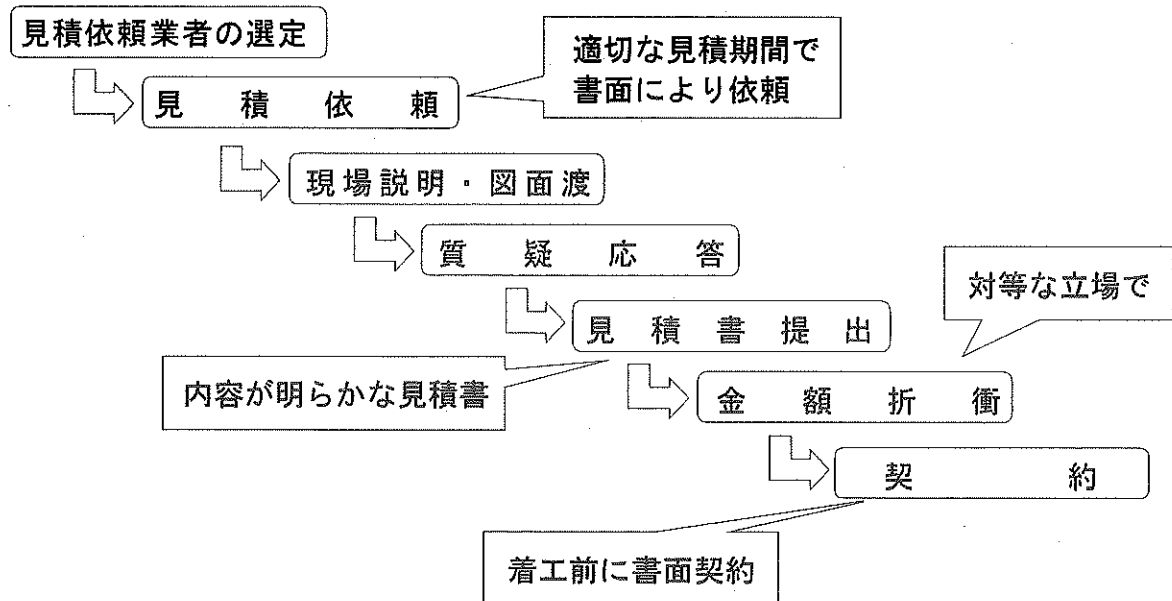 見積依頼業者の選定
適切な見積期間で
書面により依頼
見積依頼
現場説明・図面渡
質疑応答
対等な立場で
見積書提出
内容が明らかな見積書
金額折衝
契約
着工前に書面契約